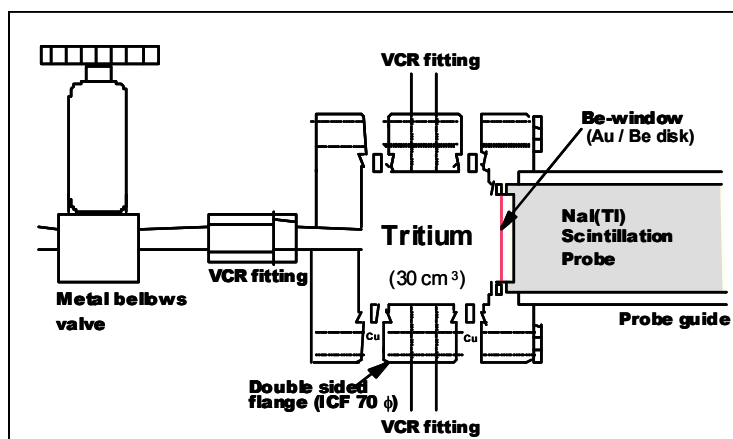 VCR fitting
Be-window
(Au / Be disk)
Tritium
(30 cm³)
NaI(Tl)
Scintillation
Probe
VCR fitting
Metal bellows
valve
Probe guide
Cu
Cu
Double sided
flange (ICF 70 ϕ)
VCR fitting